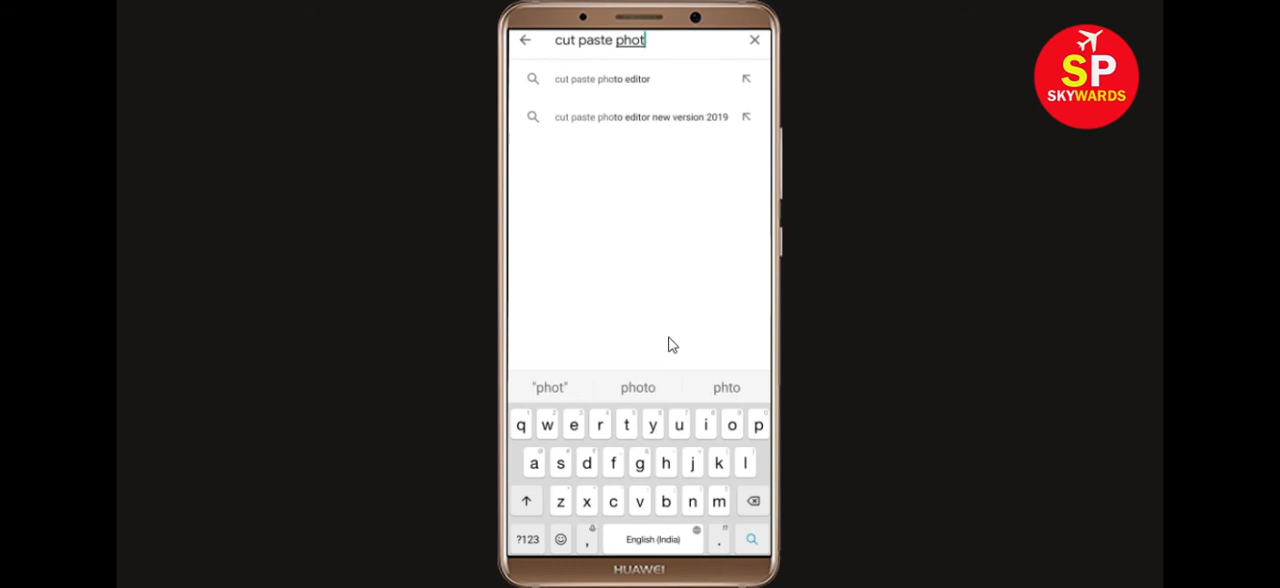 cut paste phot
SP
SKYWARDS
cut paste photo editor
cut paste photo editor new version 2019
"phot" photo phto
q w e r t y u i o p
a s d f g h j k l
z x c v b n m
?123 , English (India) .
HUAWEI